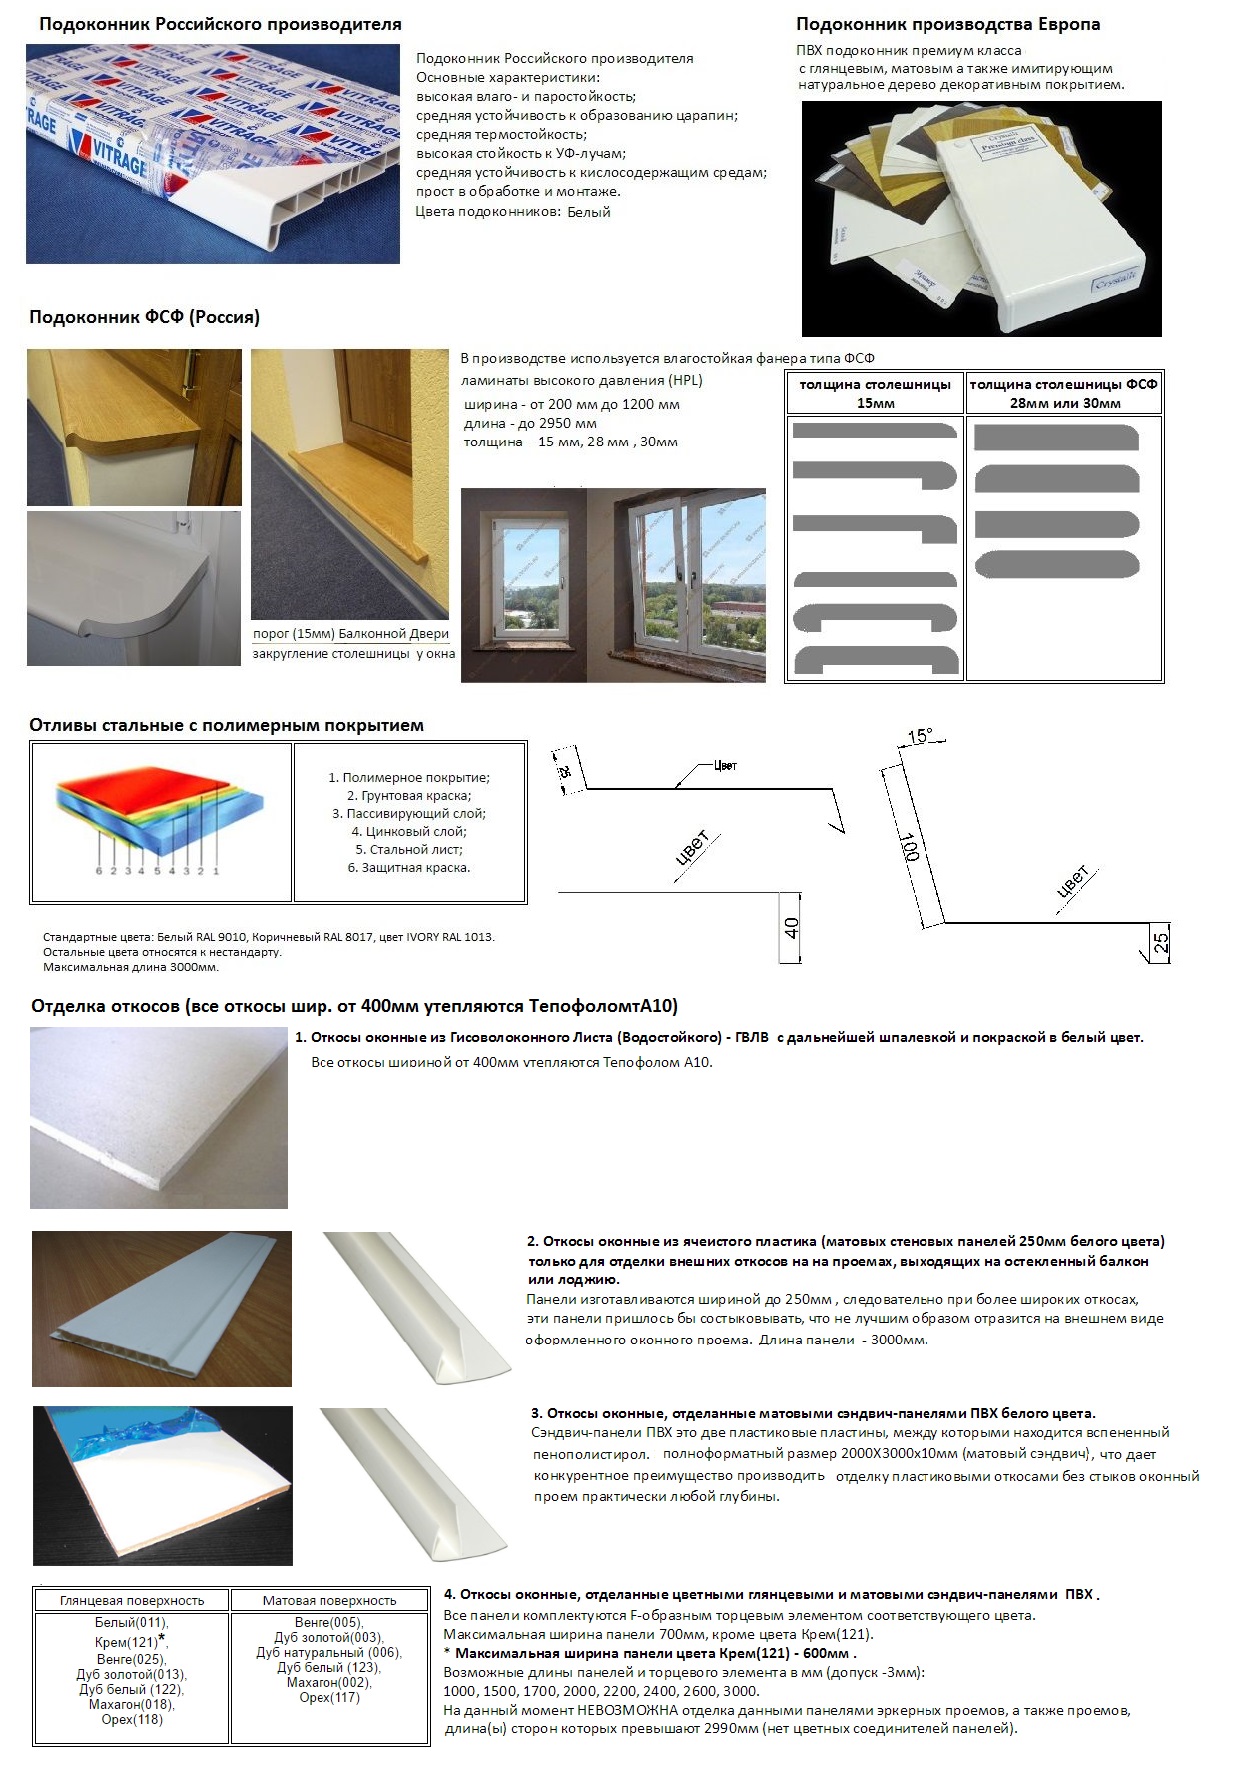 Подоконник Российского производителя
Подоконник Российского производителя
Основные характеристики:
высокая влаго- и паростойкость;
средняя устойчивость к образованию царапин;
средняя термостойкость;
высокая стойкость к УФ-лучам;
средняя устойчивость к кислосодержащим средам;
прост в обработке и монтаже.
Цвета подоконников: Белый
VITRAGE
Подоконник производства Европа
ПВХ подоконник премиум класса
с глянцевым, матовым а также имитирующим
натуральное дерево декоративным покрытием.
Crystallit
Premium class
Crystallit
Подоконник ФСФ (Россия)
порог (15мм) Балконной Двери
закругление столешницы у окна
В производстве используется влагостойкая фанера типа ФСФ
ламинаты высокого давления (HPL)
ширина - от 200 мм до 1200 мм
длина - до 2950 мм
толщина 15 мм, 28 мм , 30мм
толщина столешницы
15мм
толщина столешницы ФСФ
28мм или 30мм
Отливы стальные с полимерным покрытием
6 2 3 4 5 4 3 2 1
1. Полимерное покрытие;
2. Грунтовая краска;
3. Пассивирующий слой;
4. Цинковый слой;
5. Стальной лист;
6. Защитная краска.
25
Цвет
цвет
40
15°
100
цвет
25
Стандартные цвета: Белый RAL 9010, Коричневый RAL 8017, цвет IVORY RAL 1013.
Остальные цвета относятся к нестандарту.
Максимальная длина 3000мм.
Отделка откосов (все откосы шир. от 400мм утепляются ТепофоломтА10)
1. Откосы оконные из Гисоволоконного Листа (Водостойкого) - ГВЛВ с дальнейшей шпалевкой и покраской в белый цвет.
Все откосы шириной от 400мм утепляются Тепофолом А10.
2. Откосы оконные из ячеистого пластика (матовых стеновых панелей 250мм белого цвета)
только для отделки внешних откосов на на проемах, выходящих на остекленный балкон
или лоджию.
Панели изготавливаются шириной до 250мм , следовательно при более широких откосах,
эти панели пришлось бы состыковывать, что не лучшим образом отразится на внешнем виде
оформленного оконного проема. Длина панели - 3000мм.
3. Откосы оконные, отделанные матовыми сэндвич-панелями ПВХ белого цвета.
Сэндвич-панели ПВХ это две пластиковые пластины, между которыми находится вспененный
пенополистирол. полноформатный размер 2000Х3000х10мм (матовый сэндвич), что дает
конкурентное преимущество производить отделку пластиковыми откосами без стыков оконный
проем практически любой глубины.
Глянцевая поверхность
Белый(011),
Крем(121)*,
Венге(025),
Дуб золотой(013),
Дуб белый (122),
Махагон(018),
Орех(118)
Матовая поверхность
Венге(005),
Дуб золотой(003),
Дуб натуральный (006),
Дуб белый (123),
Махагон(002),
Орех(117)
4. Откосы оконные, отделанные цветными глянцевыми и матовыми сэндвич-панелями ПВХ .
Все панели комплектуются F-образным торцевым элементом соответствующего цвета.
Максимальная ширина панели 700мм, кроме цвета Крем(121).
* Максимальная ширина панели цвета Крем(121) - 600мм .
Возможные длины панелей и торцевого элемента в мм (допуск -3мм):
1000, 1500, 1700, 2000, 2200, 2400, 2600, 3000.
На данный момент НЕВОЗМОЖНА отделка данными панелями эркерных проемов, а также проемов,
длина(ы) сторон которых превышают 2990мм (нет цветных соединителей панелей).